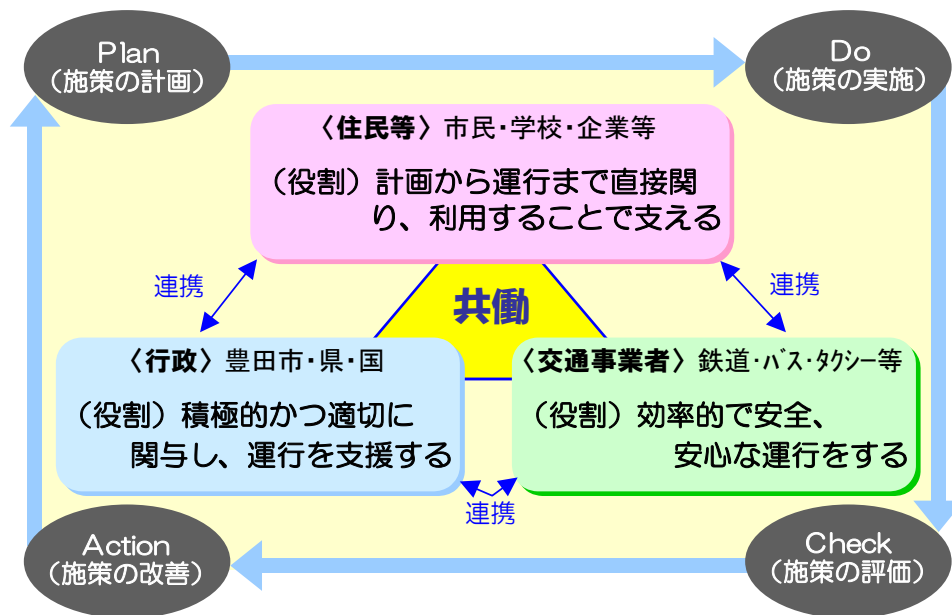 Plan
（施策の計画）
Do
（施策の実施）
〈住民等〉市民・学校・企業等
（役割）計画から運行まで直接関
り、利用することで支える
連携
連携
共働
〈行政〉豊田市・県・国
（役割）積極的かつ適切に
関与し、運行を支援する
〈交通事業者〉鉄道・バス・タクシー等
（役割）効率的で安全、
安心な運行をする
連携
Action
（施策の改善）
Check
（施策の評価）